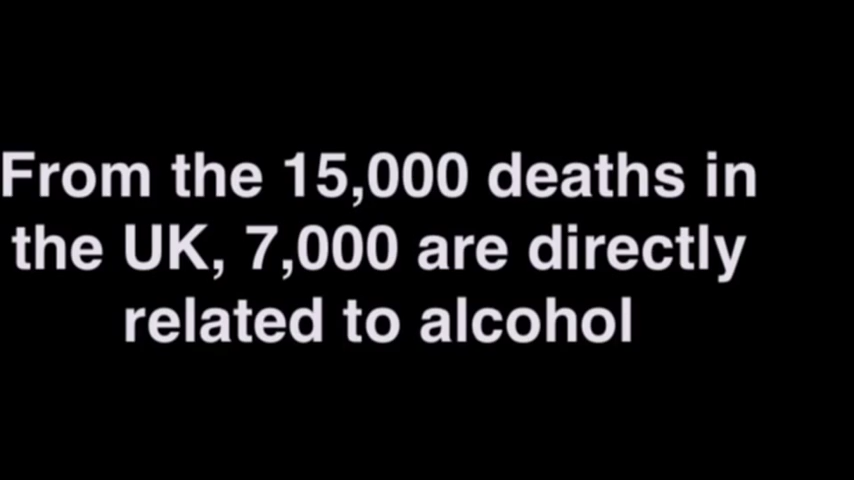 From the 15,000 deaths in
the UK, 7,000 are directly
related to alcohol